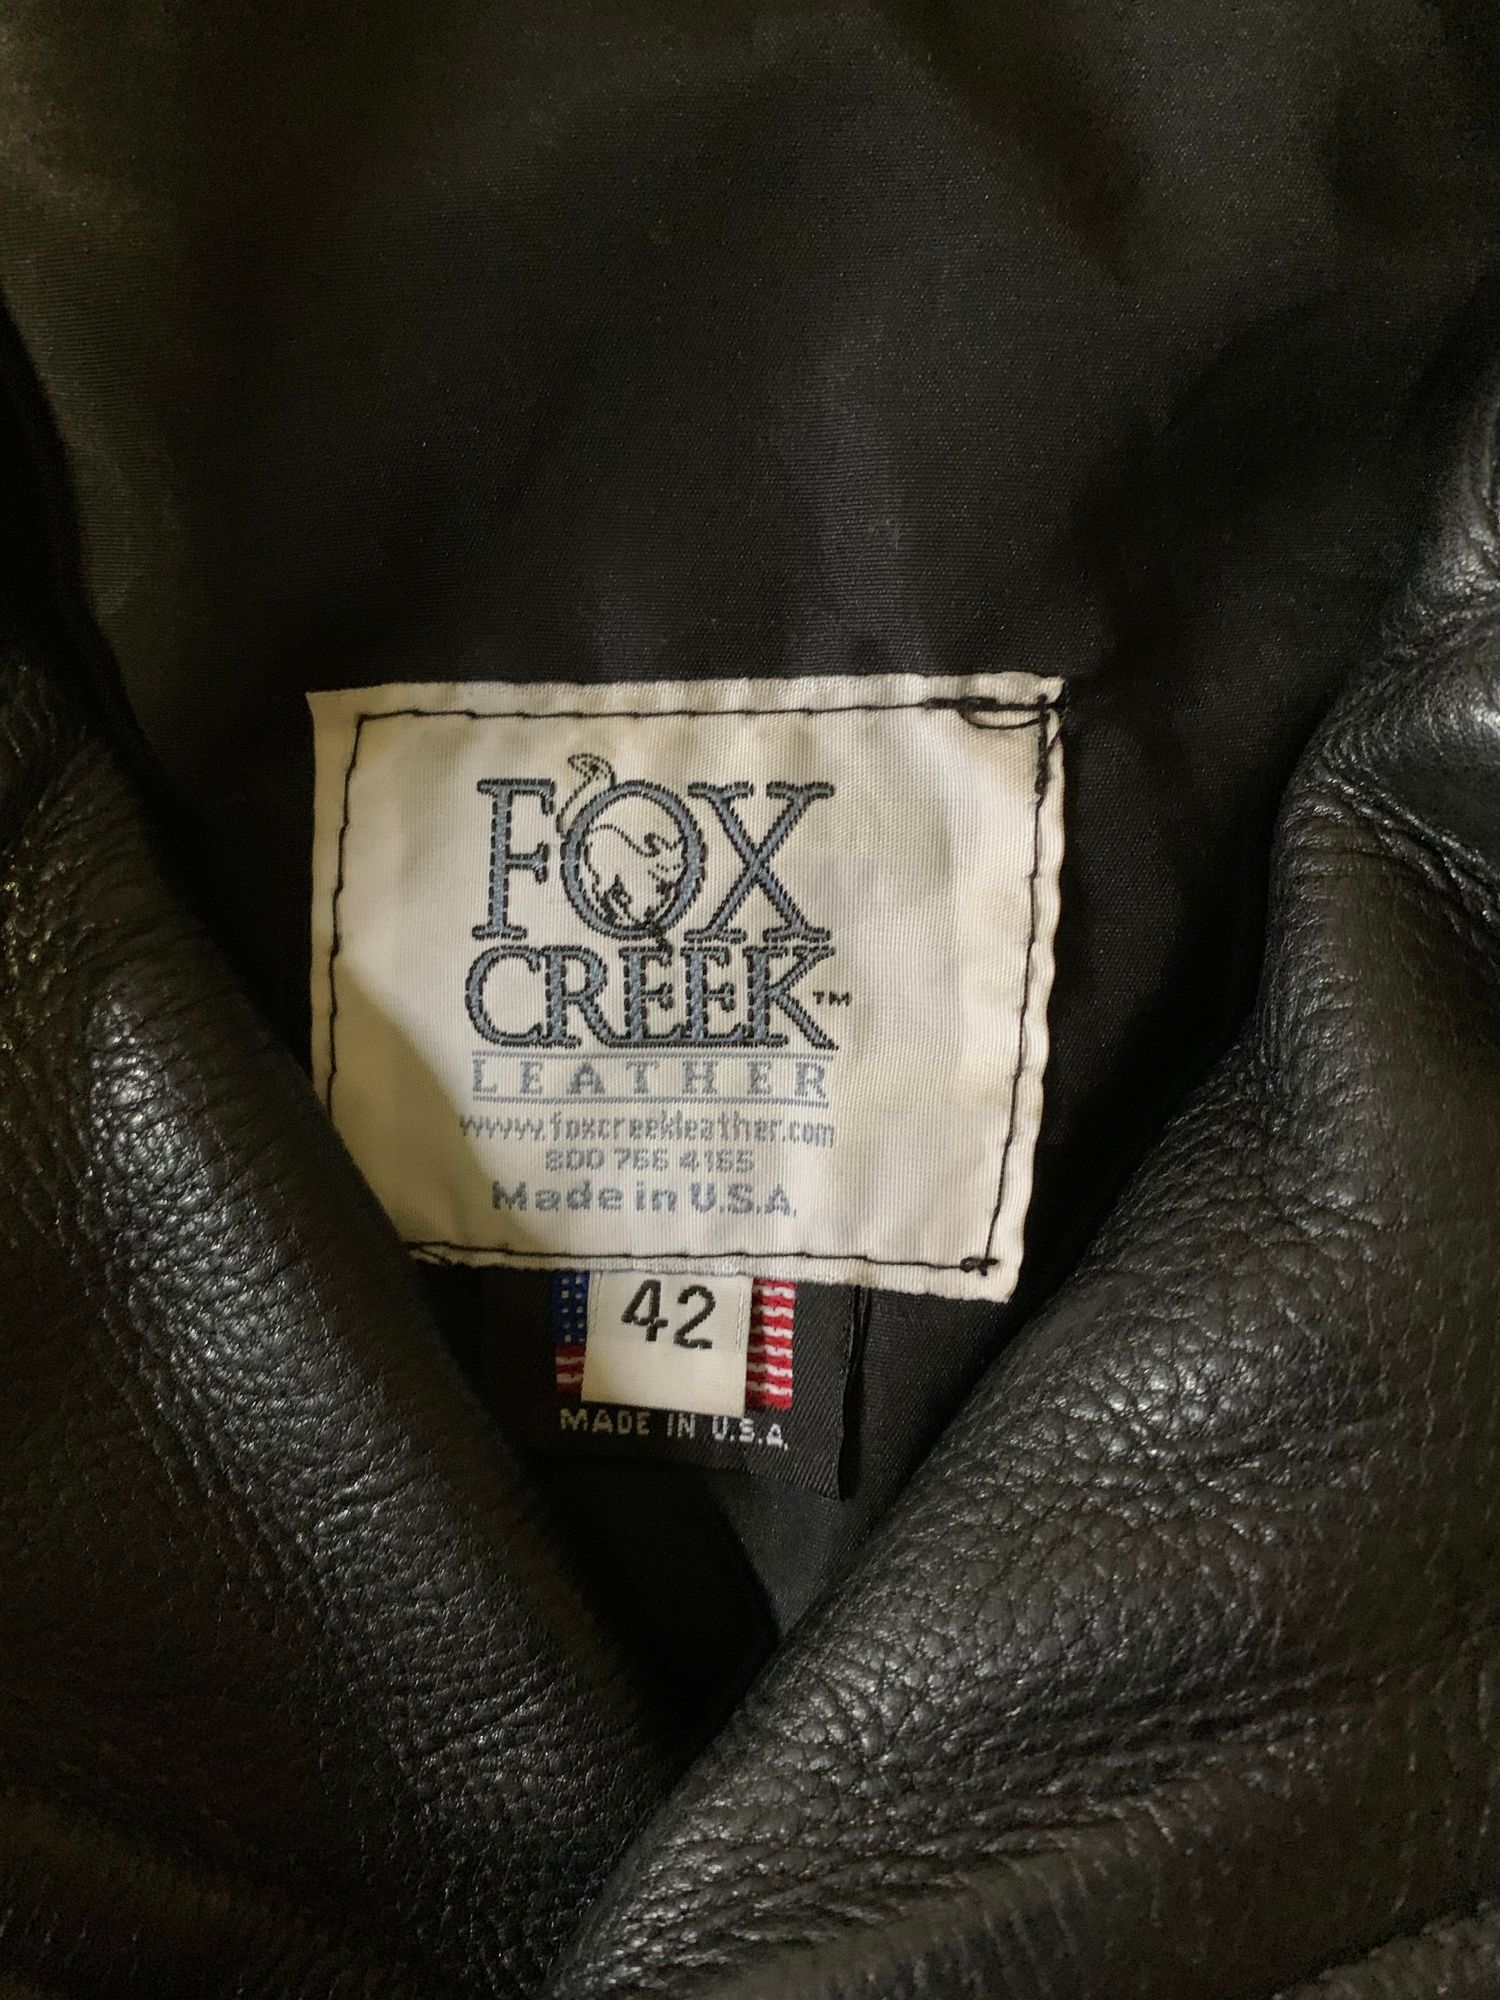 FOX
CREEK™
LEATHER
www.foxcreekleather.com
800 766 4165
Made in U.S.A.
42
MADE IN U.S.A.